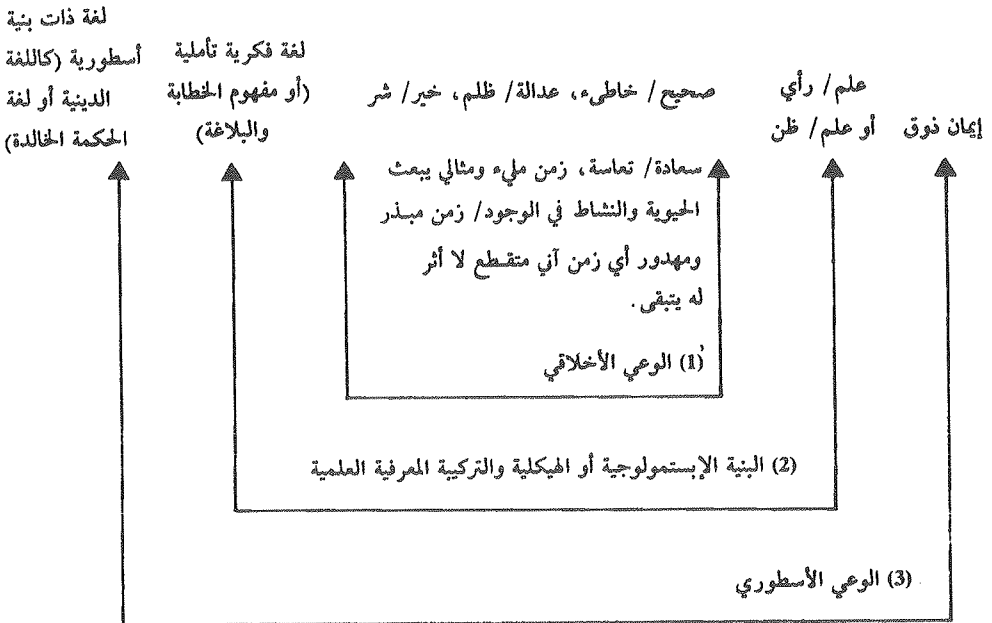 إيمان ذوق
علم/ رأي
أو علم/ ظن
صحيح/ خاطىء، عدالة/ ظلم، خير/ شر
لغة فكرية تأملية
(أو مفهوم الخطابة
والبلاغة)
لغة ذات بنية
أسطورية (كاللغة
الدينية أو لغة
الحكمة الخالدة)
سعادة/ تعاسة، زمن مليء ومثالي يبعث
الحيوية والنشاط في الوجود/ زمن مبـذر
ومهدور أي زمن آني متقـطع لا أثر
له يتبقى.
(1) الوعي الأخلاقي
(2) البنية الإبستمولوجية أو الهيكلية والتركيبة المعرفية العلمية
(3) الوعي الأسطوري